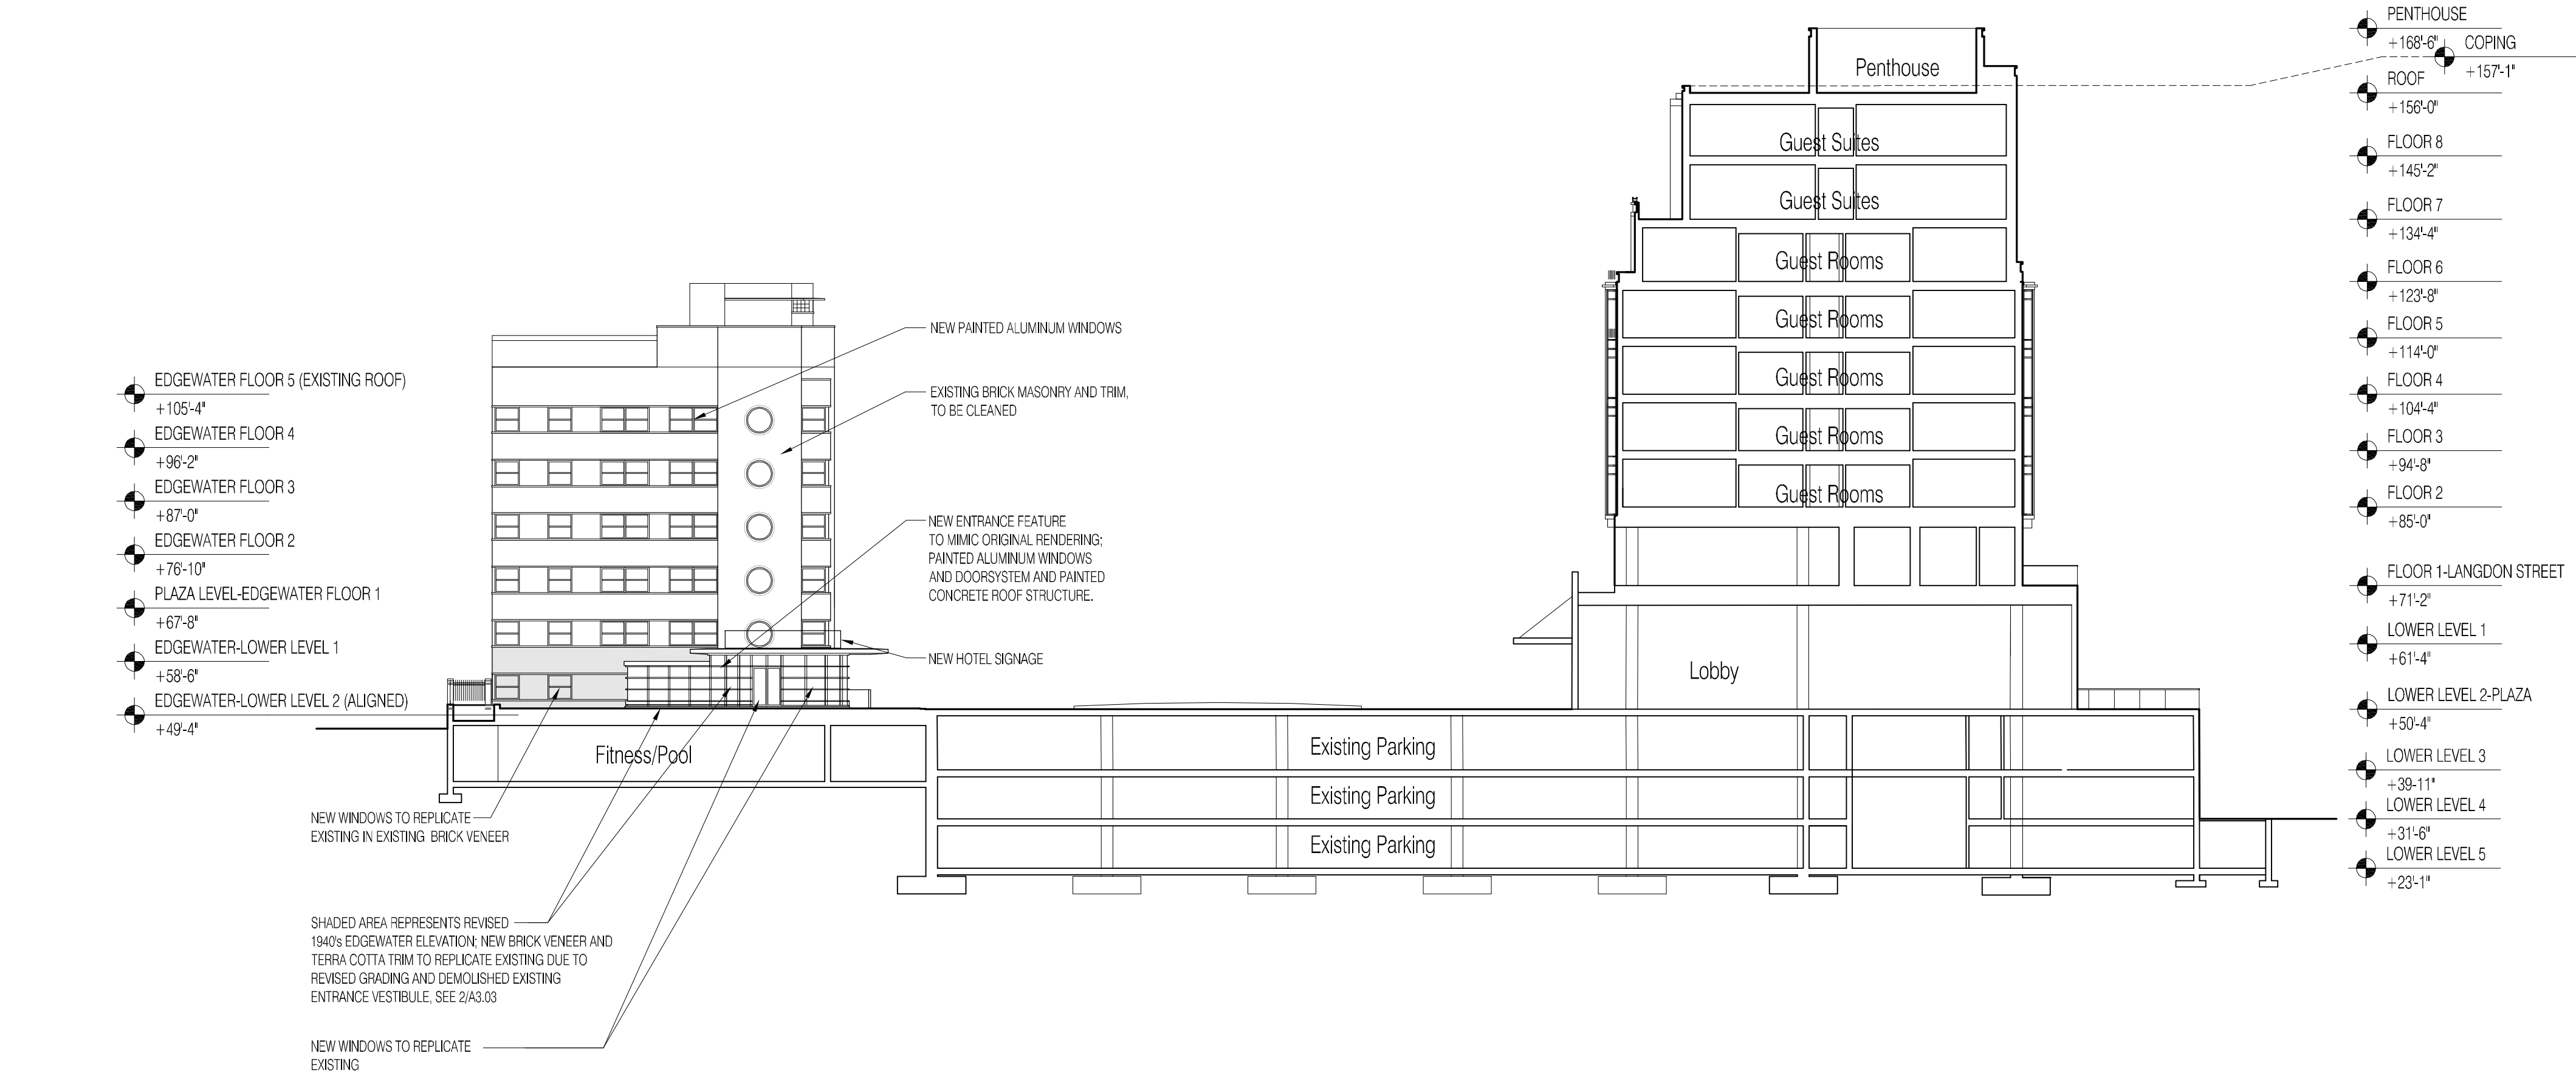 EDGEWATER FLOOR 5 (EXISTING ROOF)
+105'-4"
EDGEWATER FLOOR 4
+96'-2"
EDGEWATER FLOOR 3
+87'-0"
EDGEWATER FLOOR 2
+76'-10"
PLAZA LEVEL-EDGEWATER FLOOR 1
+67'-8"
EDGEWATER-LOWER LEVEL 1
+58'-6"
EDGEWATER-LOWER LEVEL 2 (ALIGNED)
+49'-4"
NEW PAINTED ALUMINUM WINDOWS
EXISTING BRICK MASONRY AND TRIM,
TO BE CLEANED
NEW ENTRANCE FEATURE
TO MIMIC ORIGINAL RENDERING;
PAINTED ALUMINUM WINDOWS
AND DOORSYSTEM AND PAINTED
CONCRETE ROOF STRUCTURE.
NEW HOTEL SIGNAGE
Fitness/Pool
NEW WINDOWS TO REPLICATE
EXISTING IN EXISTING BRICK VENEER
SHADED AREA REPRESENTS REVISED
1940's EDGEWATER ELEVATION; NEW BRICK VENEER AND
TERRA COTTA TRIM TO REPLICATE EXISTING DUE TO
REVISED GRADING AND DEMOLISHED EXISTING
ENTRANCE VESTIBULE, SEE 2/A3.03
NEW WINDOWS TO REPLICATE
EXISTING
Penthouse
Guest Suites
Guest Suites
Guest Rooms
Guest Rooms
Guest Rooms
Guest Rooms
Guest Rooms
Lobby
Existing Parking
Existing Parking
Existing Parking
PENTHOUSE
+168'-6"
COPING
+157'-1"
ROOF
+156'-0"
FLOOR 8
+145'-2"
FLOOR 7
+134'-4"
FLOOR 6
+123'-8"
FLOOR 5
+114'-0"
FLOOR 4
+104'-4"
FLOOR 3
+94'-8"
FLOOR 2
+85'-0"
FLOOR 1-LANGDON STREET
+71'-2"
LOWER LEVEL 1
+61'-4"
LOWER LEVEL 2-PLAZA
+50'-4"
LOWER LEVEL 3
+39-11"
LOWER LEVEL 4
+31'-6"
LOWER LEVEL 5
+23'-1"